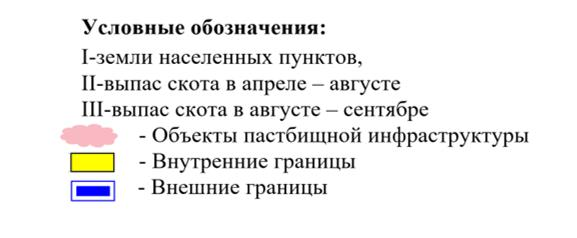 Условные обозначения:
I-земли населенных пунктов,
II-выпас скота в апреле – августе
III-выпас скота в августе – сентябре
- Объекты пастбищной инфраструктуры
- Внутренние границы
- Внешние границы